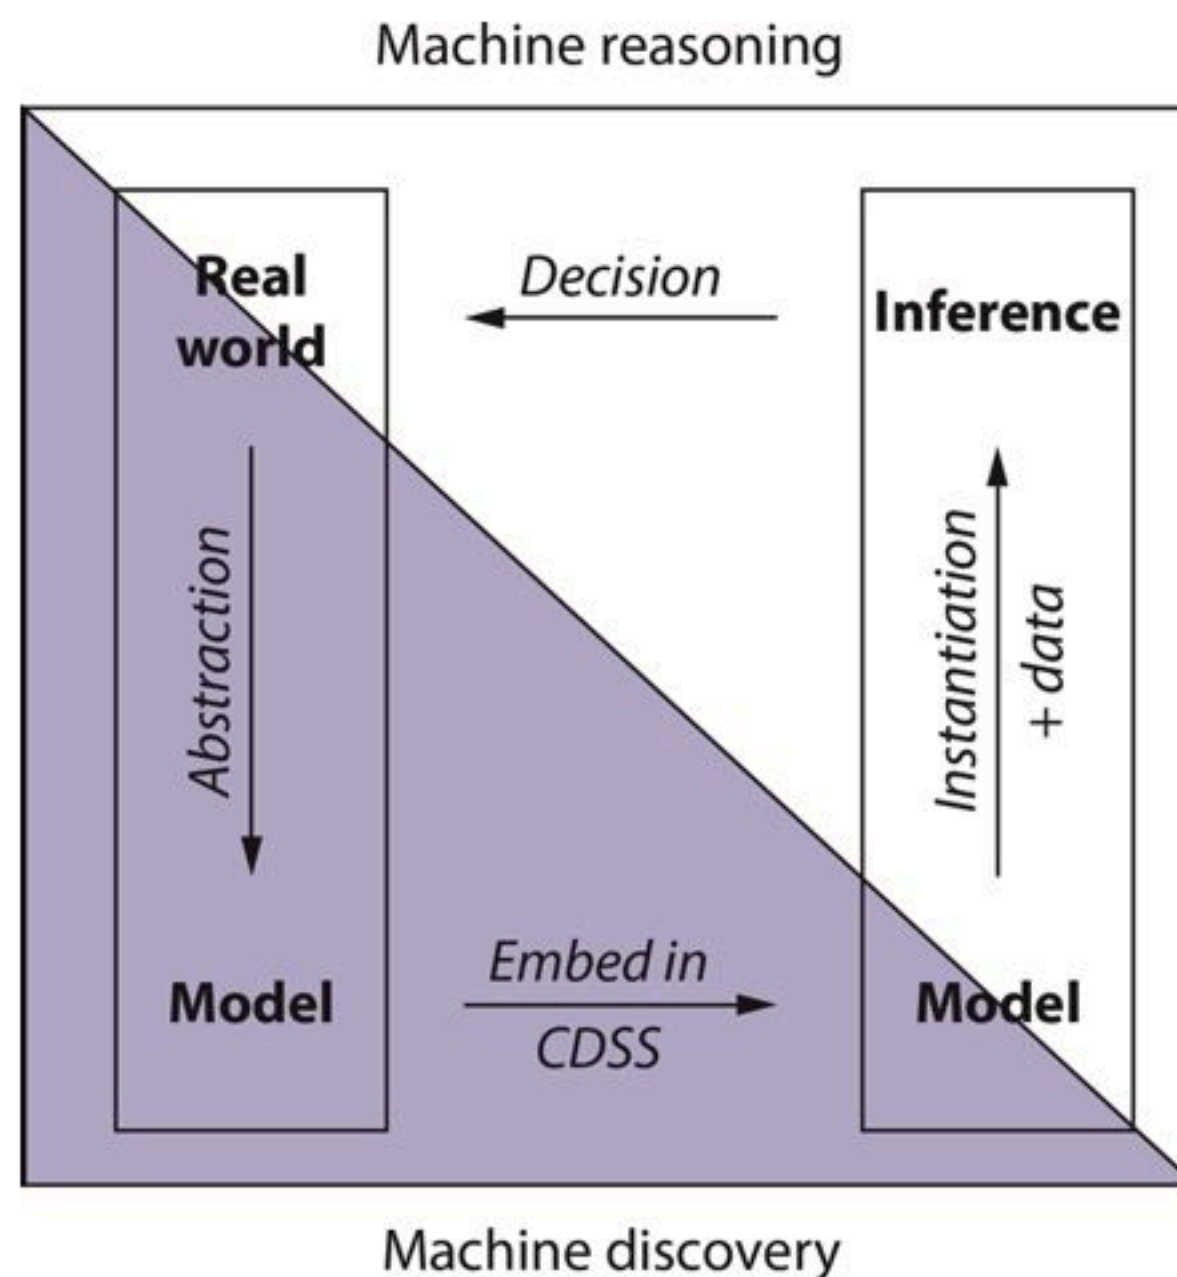 Machine reasoning
Real
world
Decision
Inference
Abstraction
Instantiation
+ data
Model
Embed in
CDSS
Model
Machine discovery